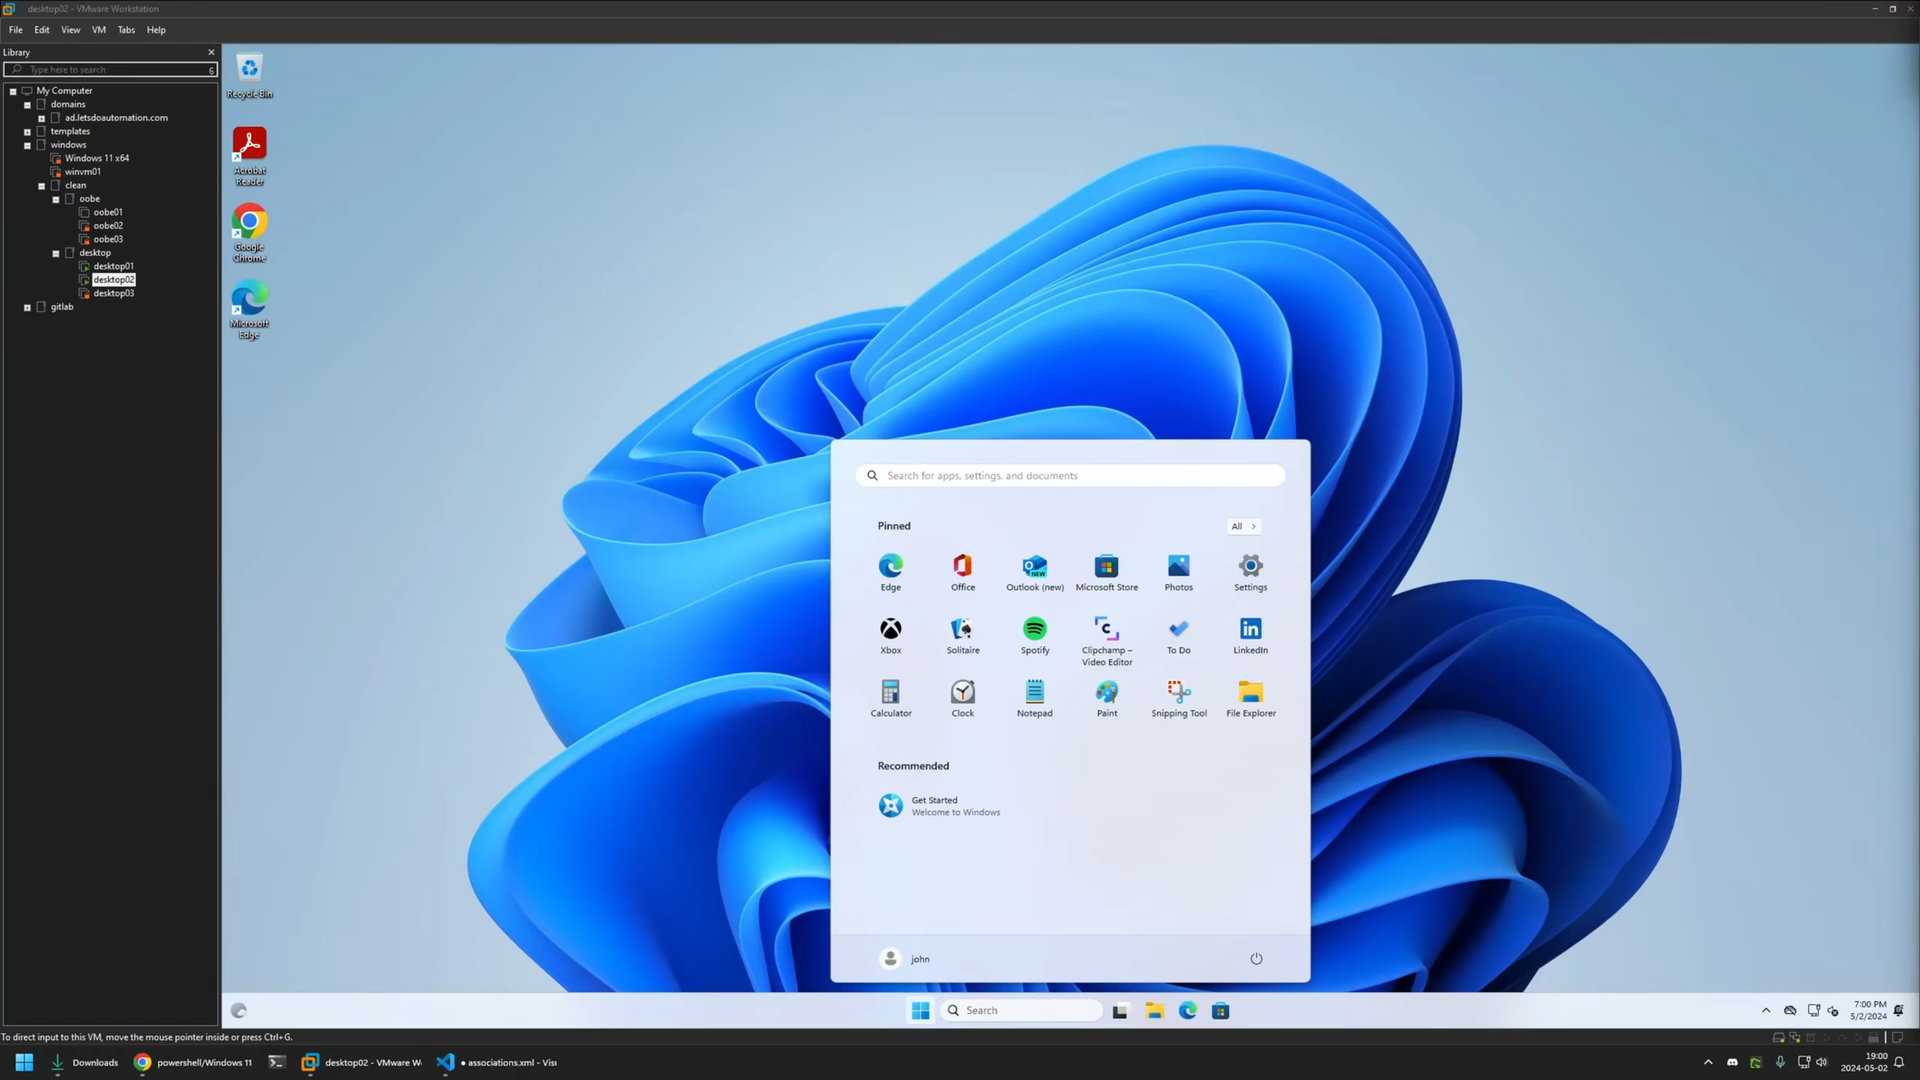 desktop02 - VMware Workstation
File Edit View VM Tabs Help
Library
Type here to search
6
My Computer
domains
ad.letsdoautomation.com
templates
windows
Windows 11 x64
winvm01
clean
oobe
oobe01
oobe02
oobe03
desktop
desktop01
desktop02
desktop03
gitlab
Recycle Bin
Acrobat
Reader
Google
Chrome
Microsoft
Edge
Search for apps, settings, and documents
Pinned
All
Edge
Office
Outlook (new)
Microsoft Store
Photos
Settings
Xbox
Solitaire
Spotify
Clipchamp –
Video Editor
To Do
LinkedIn
Calculator
Clock
Notepad
Paint
Snipping Tool
File Explorer
Recommended
Get Started
Welcome to Windows
john
Search
7:00 PM
5/2/2024
To direct input to this VM, move the mouse pointer inside or press Ctrl+G.
Downloads
powershell/Windows 11
desktop02 - VMware W
● associations.xml - Visu
19:00
2024-05-02